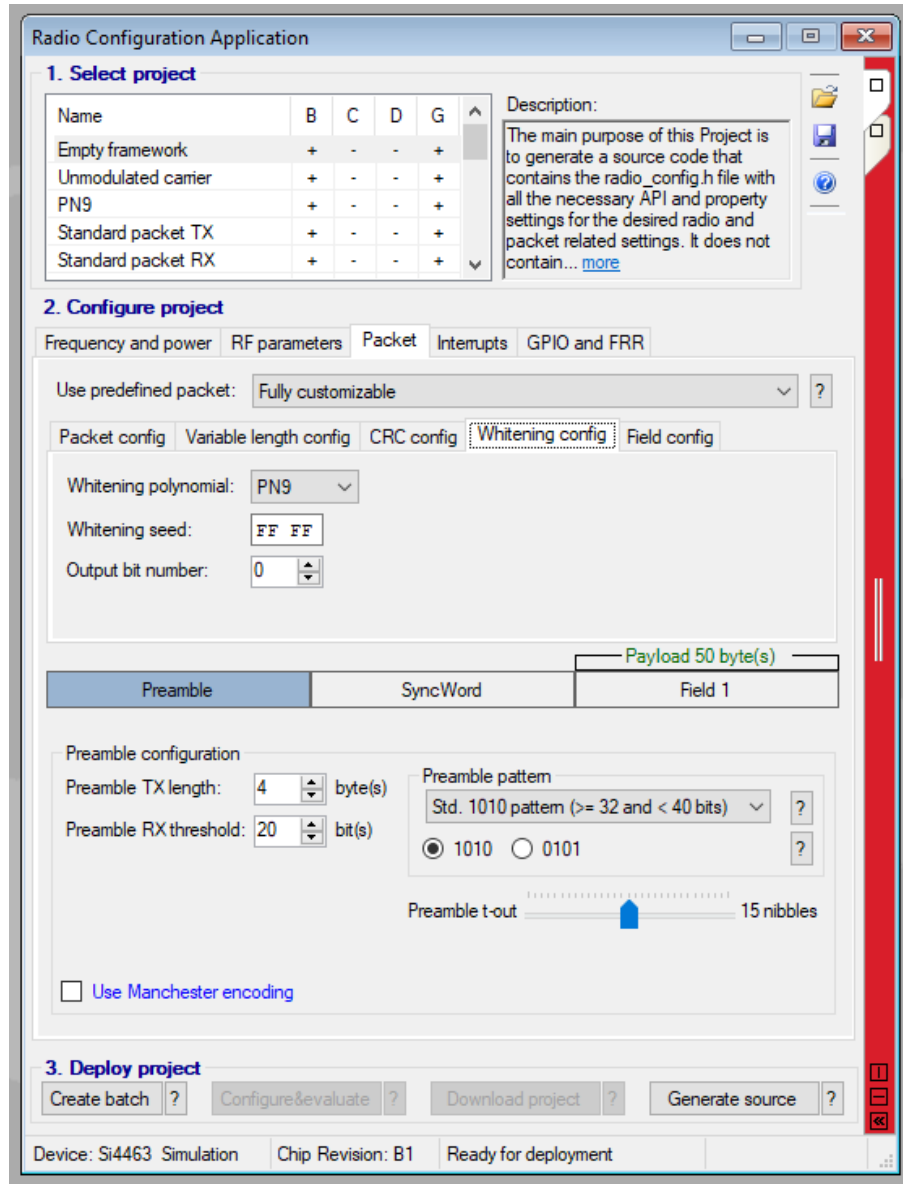 Radio Configuration Application
1. Select project
Name B C D G
Empty framework + - - +
Unmodulated carrier + - - +
PN9 + - - +
Standard packet TX + - - +
Standard packet RX + - - +
Description:
The main purpose of this Project is
to generate a source code that
contains the radio_config.h file with
all the necessary API and property
settings for the desired radio and
packet related settings. It does not
contain... more
2. Configure project
Frequency and power RF parameters Packet Interrupts GPIO and FRR
Use predefined packet: Fully customizable ?
Packet config Variable length config CRC config Whitening config Field config
Whitening polynomial: PN9
Whitening seed: FF FF
Output bit number: 0
Payload 50 byte(s)
Preamble SyncWord Field 1
Preamble configuration
Preamble TX length: 4 byte(s)
Preamble RX threshold: 20 bit(s)
Preamble pattern
Std. 1010 pattern (>= 32 and < 40 bits) ?
1010 0101 ?
Preamble t-out 15 nibbles
Use Manchester encoding
3. Deploy project
Create batch ? Configure&evaluate ? Download project ? Generate source ?
Device: Si4463 Simulation Chip Revision: B1 Ready for deployment